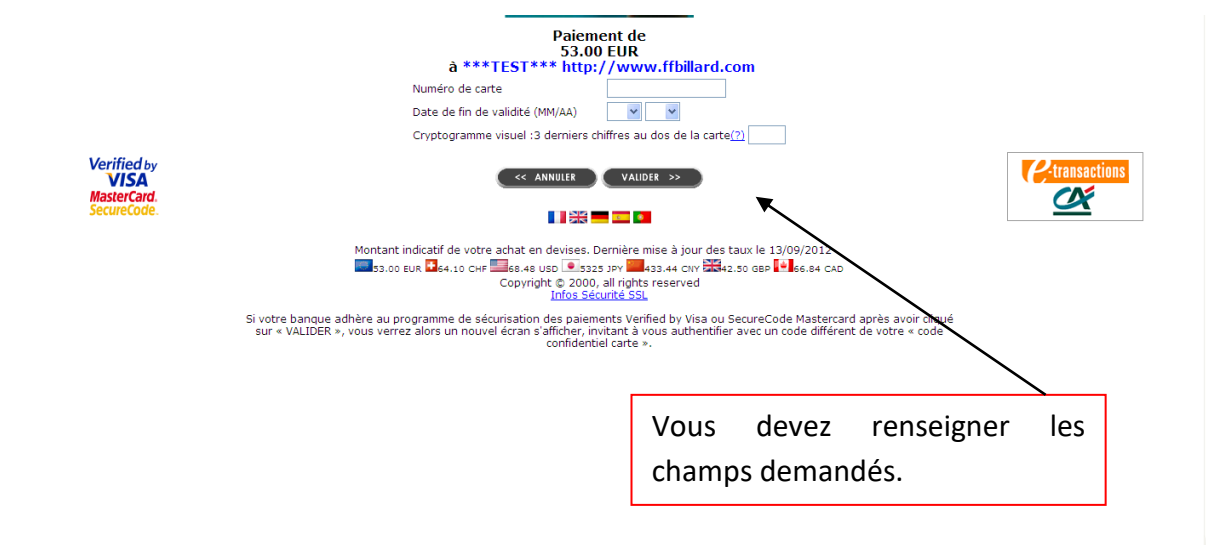 Paiement de
53.00 EUR
à ***TEST*** http://www.ffbillard.com
Numéro de carte
Date de fin de validité (MM/AA)
Cryptogramme visuel :3 derniers chiffres au dos de la carte(?)
Verified by
VISA
MasterCard.
SecureCode.
<< ANNULER VALIDER >>
e-transactions
CA
Montant indicatif de votre achat en devises. Dernière mise à jour des taux le 13/09/2012
53.00 EUR 64.10 CHF 68.48 USD 5325 JPY 433.44 CNY 42.50 GBP 66.84 CAD
Copyright © 2000, all rights reserved
Infos Sécurité SSL
Si votre banque adhère au programme de sécurisation des paiements Verified by Visa ou SecureCode Mastercard après avoir cliqué
sur « VALIDER », vous verrez alors un nouvel écran s'afficher, invitant à vous authentifier avec un code différent de votre « code
confidentiel carte ».
Vous devez renseigner les
champs demandés.